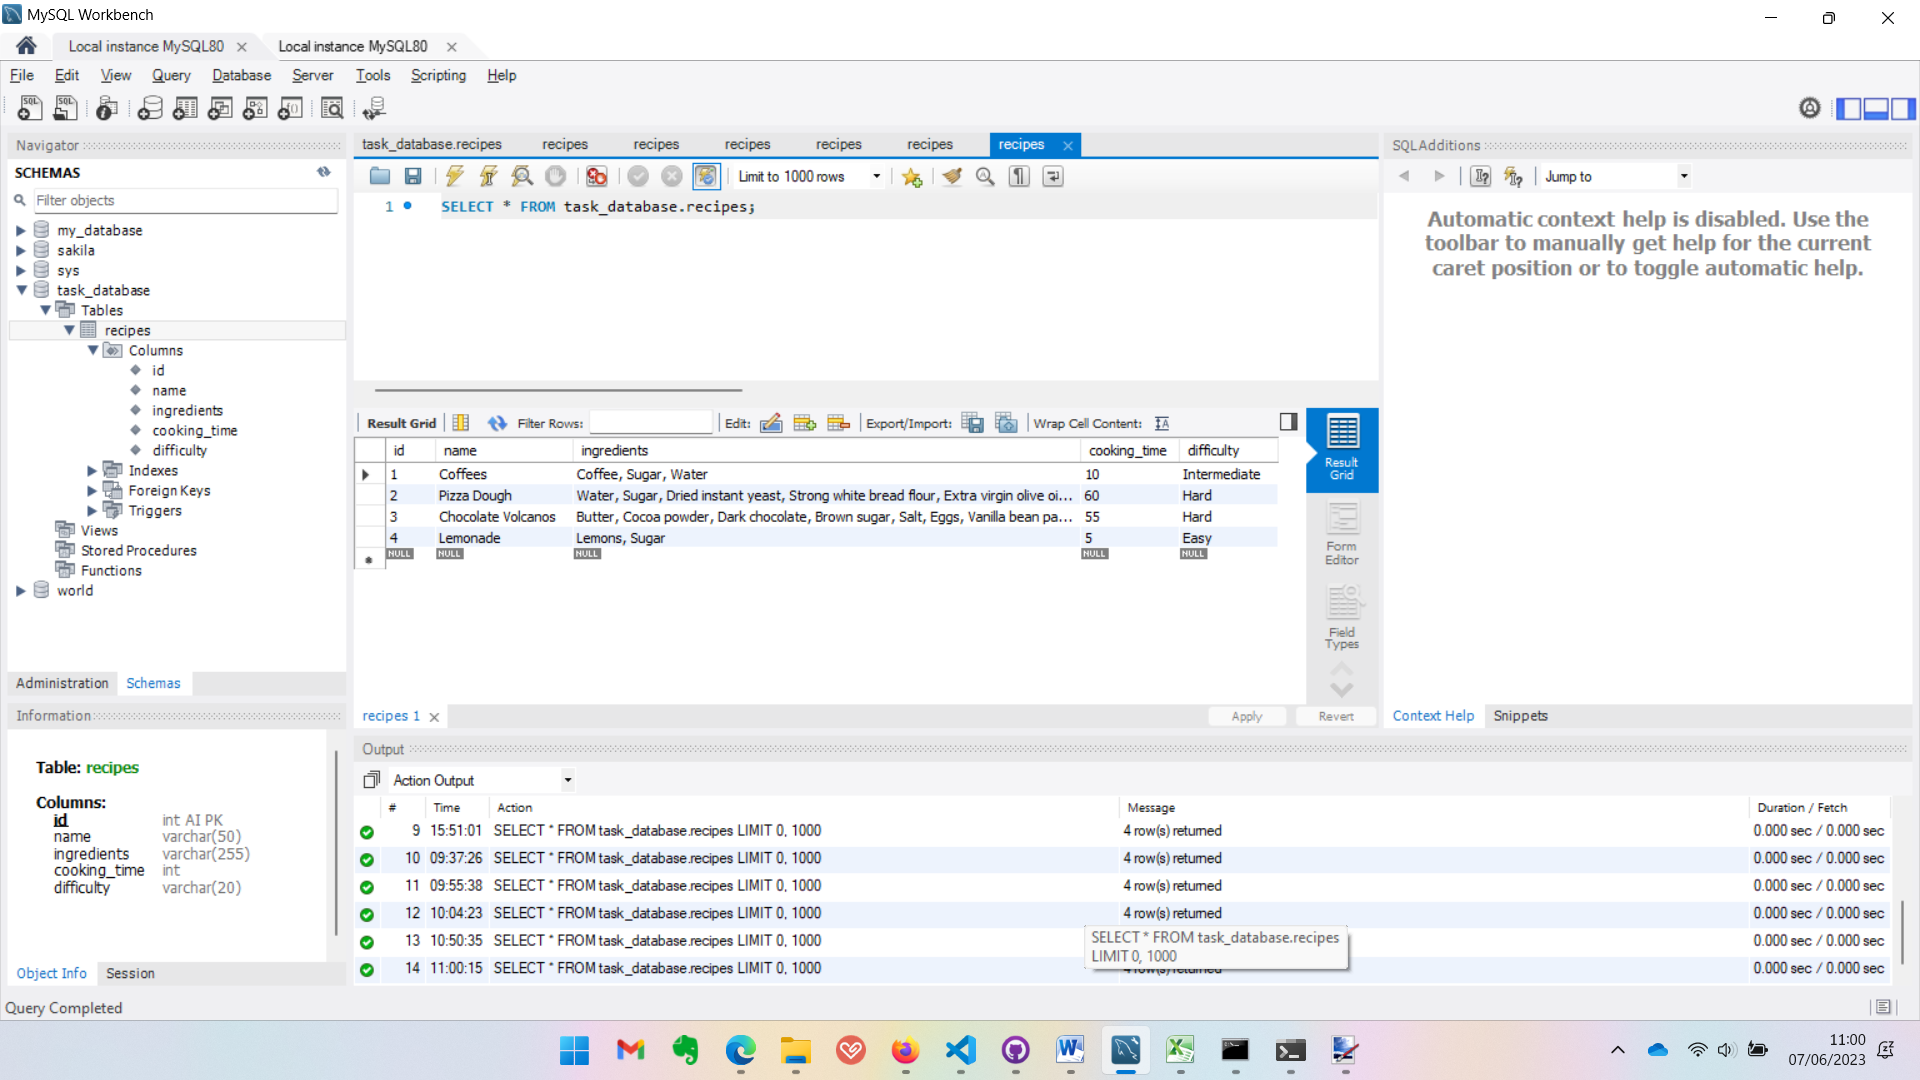 MySQL Workbench
Local instance MySQL80
Local instance MySQL80
File Edit View Query Database Server Tools Scripting Help
Navigator
SCHEMAS
Filter objects
my_database
sakila
sys
task_database
Tables
recipes
Columns
id
name
ingredients
cooking_time
difficulty
Indexes
Foreign Keys
Triggers
Views
Stored Procedures
Functions
world
Administration Schemas
Information
Table: recipes
Columns:
id int AI PK
name varchar(50)
ingredients varchar(255)
cooking_time int
difficulty varchar(20)
Object Info Session
Query Completed
task_database.recipes recipes recipes recipes recipes recipes recipes
Limit to 1000 rows
1 SELECT * FROM task_database.recipes;
Result Grid Filter Rows: Edit: Export/Import: Wrap Cell Content:
id name ingredients cooking_time difficulty
1 Coffees Coffee, Sugar, Water 10 Intermediate
2 Pizza Dough Water, Sugar, Dried instant yeast, Strong white bread flour, Extra virgin olive oi... 60 Hard
3 Chocolate Volcanos Butter, Cocoa powder, Dark chocolate, Brown sugar, Salt, Eggs, Vanilla bean pa... 55 Hard
4 Lemonade Lemons, Sugar 5 Easy
NULL NULL NULL NULL NULL
Result
Grid
Form
Editor
Field
Types
recipes 1 Apply Revert
SQLAdditions
Jump to
Automatic context help is disabled. Use the
toolbar to manually get help for the current
caret position or to toggle automatic help.
Context Help Snippets
Output
Action Output
# Time Action Message Duration / Fetch
9 15:51:01 SELECT * FROM task_database.recipes LIMIT 0, 1000 4 row(s) returned 0.000 sec / 0.000 sec
10 09:37:26 SELECT * FROM task_database.recipes LIMIT 0, 1000 4 row(s) returned 0.000 sec / 0.000 sec
11 09:55:38 SELECT * FROM task_database.recipes LIMIT 0, 1000 4 row(s) returned 0.000 sec / 0.000 sec
12 10:04:23 SELECT * FROM task_database.recipes LIMIT 0, 1000 4 row(s) returned 0.000 sec / 0.000 sec
13 10:50:35 SELECT * FROM task_database.recipes LIMIT 0, 1000 0.000 sec / 0.000 sec
14 11:00:15 SELECT * FROM task_database.recipes LIMIT 0, 1000 4 row(s) returned 0.000 sec / 0.000 sec
SELECT * FROM task_database.recipes
LIMIT 0, 1000
11:00
07/06/2023